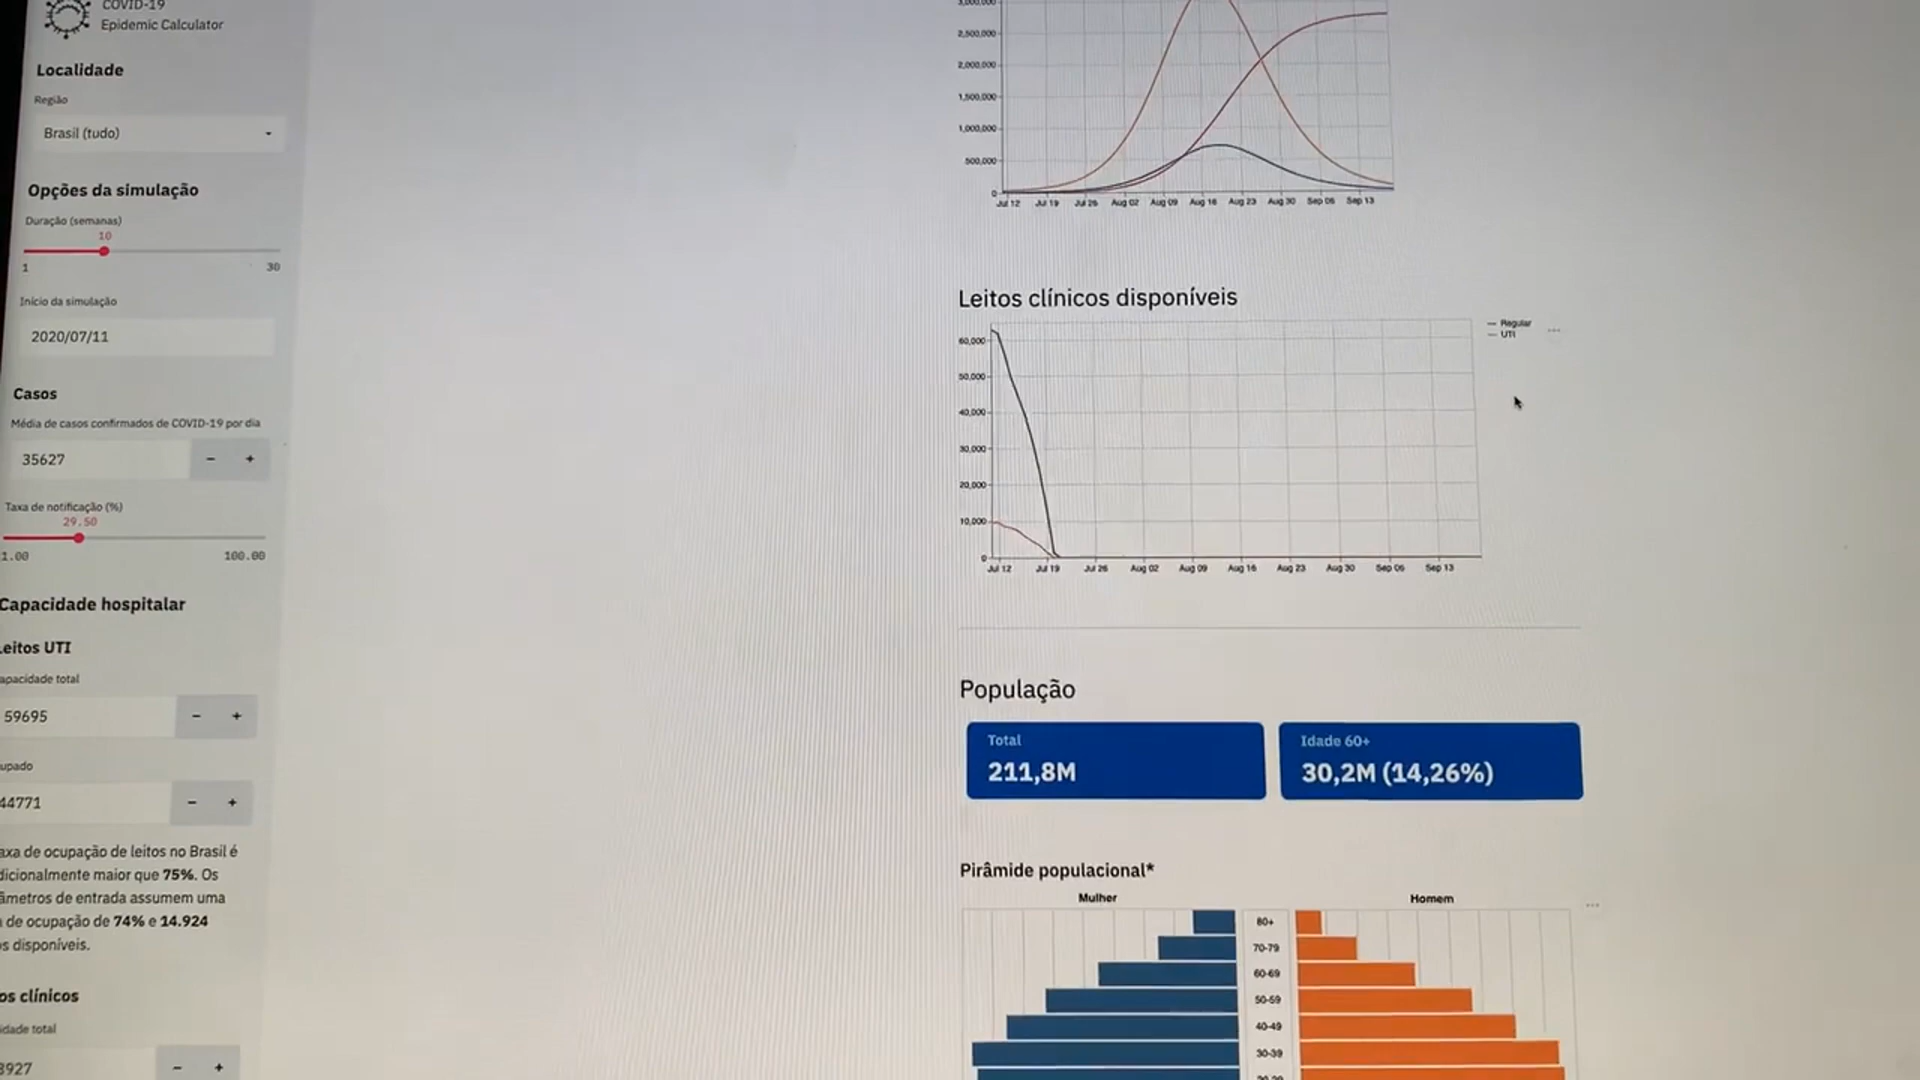 COVID-19
Epidemic Calculator
Localidade
Região
Brasil (tudo)
Opções da simulação
Duração (semanas)
10
1
30
Início da simulação
2020/07/11
Casos
Média de casos confirmados de COVID-19 por dia
35627
− +
Taxa de notificação (%)
29.50
1.00
100.00
Capacidade hospitalar
Leitos UTI
apacidade total
59695
− +
upado
44771
− +
axa de ocupação de leitos no Brasil é
dicionalmente maior que 75%. Os
âmetros de entrada assumem uma
de ocupação de 74% e 14.924
os disponíveis.
os clínicos
idade total
8927
− +
3,000,000
2,500,000
2,000,000
1,500,000
1,000,000
500,000
0
Jul 12 Jul 19 Jul 26 Aug 02 Aug 09 Aug 16 Aug 23 Aug 30 Sep 06 Sep 13
Leitos clínicos disponíveis
Regular
UTI
60,000
50,000
40,000
30,000
20,000
10,000
0
Jul 12 Jul 19 Jul 26 Aug 02 Aug 09 Aug 16 Aug 23 Aug 30 Sep 06 Sep 13
População
Total
211,8M
Idade 60+
30,2M (14,26%)
Pirâmide populacional*
Mulher
Homem
80+
70-79
60-69
50-59
40-49
30-39
20-29